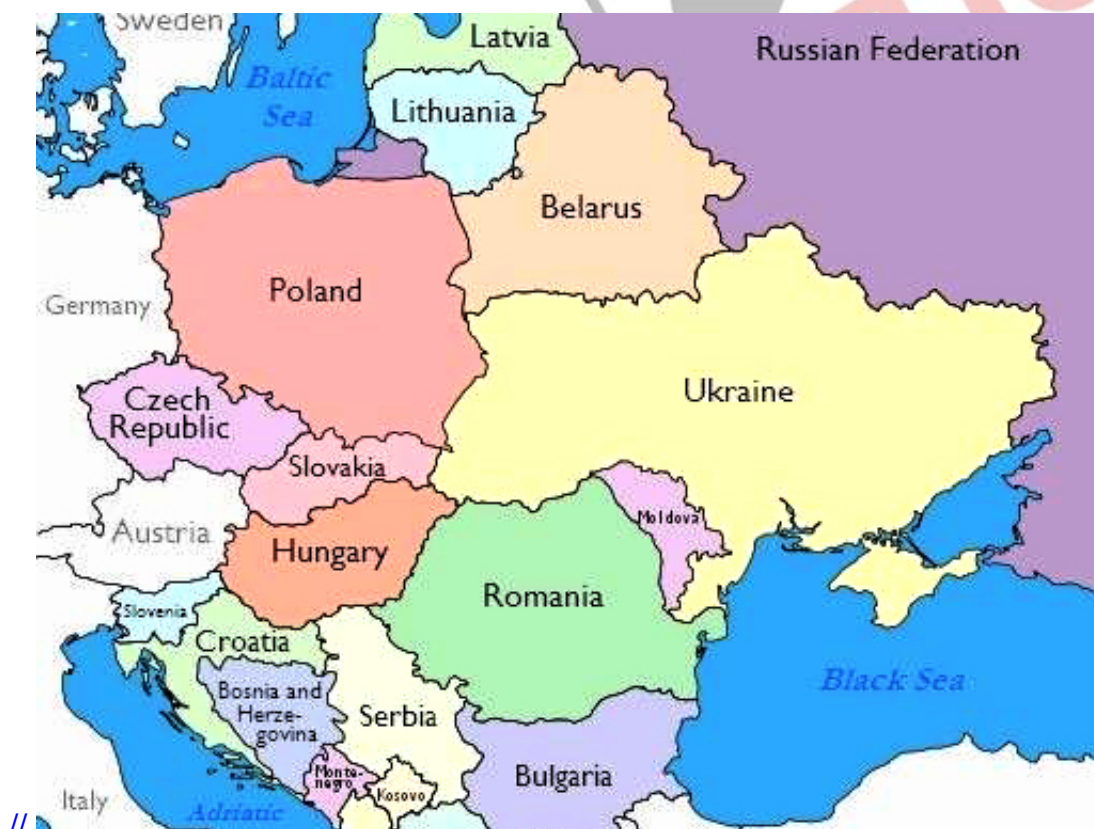 Sweden
Latvia
Russian Federation
Baltic
Sea
Lithuania
Belarus
Poland
Germany
Ukraine
Czech
Republic
Slovakia
Moldova
Austria
Hungary
Romania
Slovenia
Croatia
Black Sea
Bosnia and
Herze-
govina
Serbia
Monte-
negro
Kosovo
Bulgaria
Italy
Adriatic
//